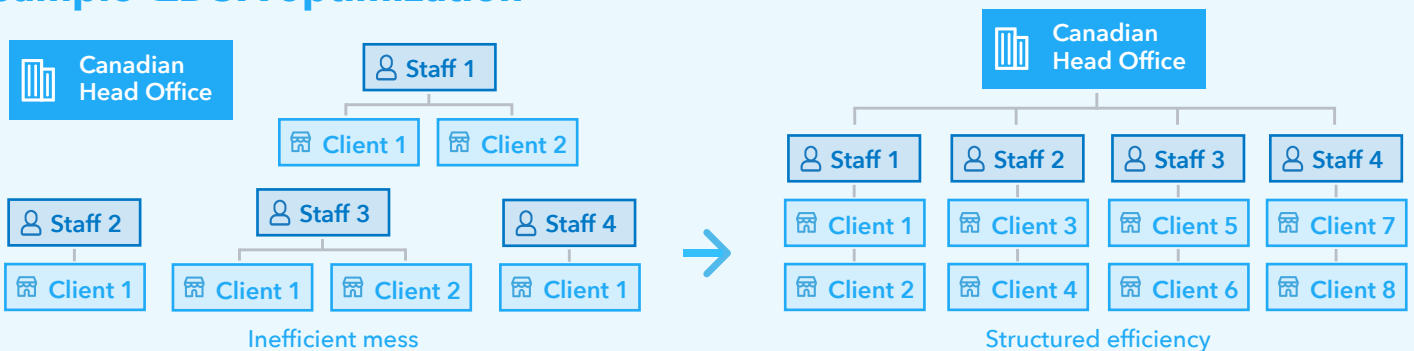 Canadian
Head Office
Staff 1
Client 1
Client 2
Staff 2
Client 1
Staff 3
Client 1
Client 2
Staff 4
Client 1
Inefficient mess
Canadian
Head Office
Staff 1
Staff 2
Staff 3
Staff 4
Client 1
Client 3
Client 5
Client 7
Client 2
Client 4
Client 6
Client 8
Structured efficiency